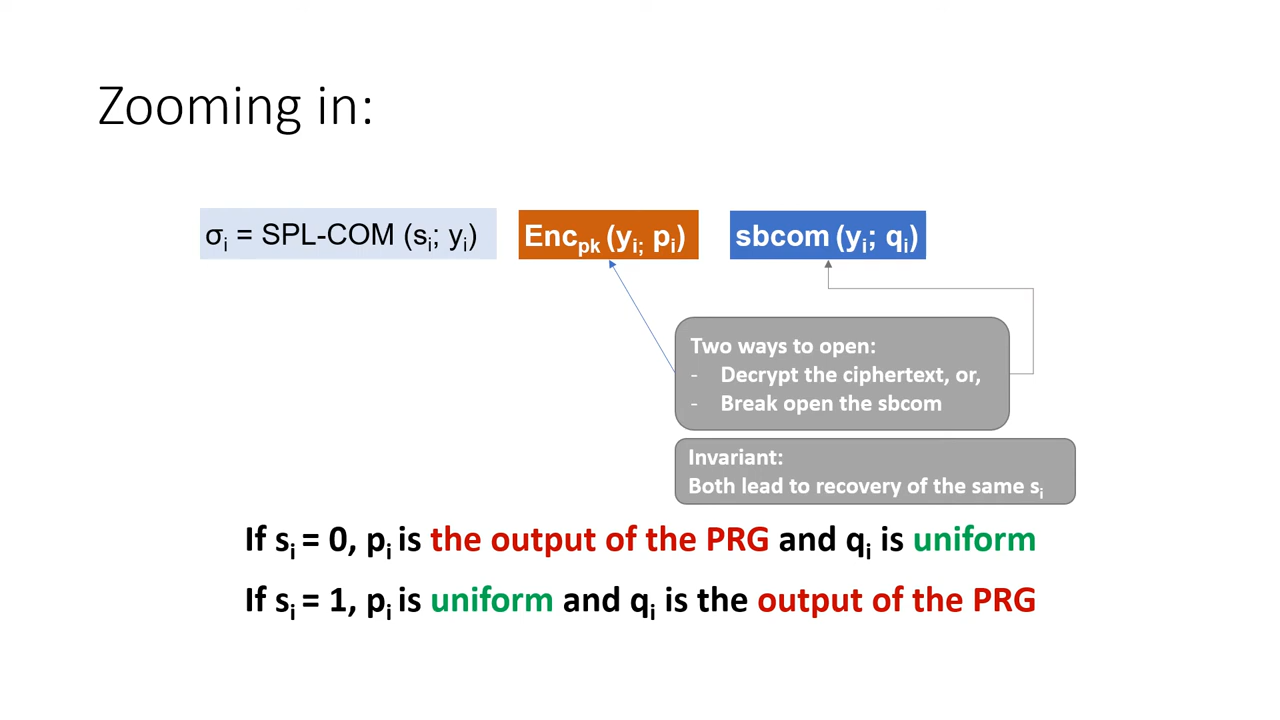 Zooming in:
σᵢ = SPL-COM (sᵢ; yᵢ)
Encₚₖ (yᵢ; pᵢ)
sbcom (yᵢ; qᵢ)
Two ways to open:
- Decrypt the ciphertext, or,
- Break open the sbcom
Invariant:
Both lead to recovery of the same sᵢ
If sᵢ = 0, pᵢ is the output of the PRG and qᵢ is uniform
If sᵢ = 1, pᵢ is uniform and qᵢ is the output of the PRG